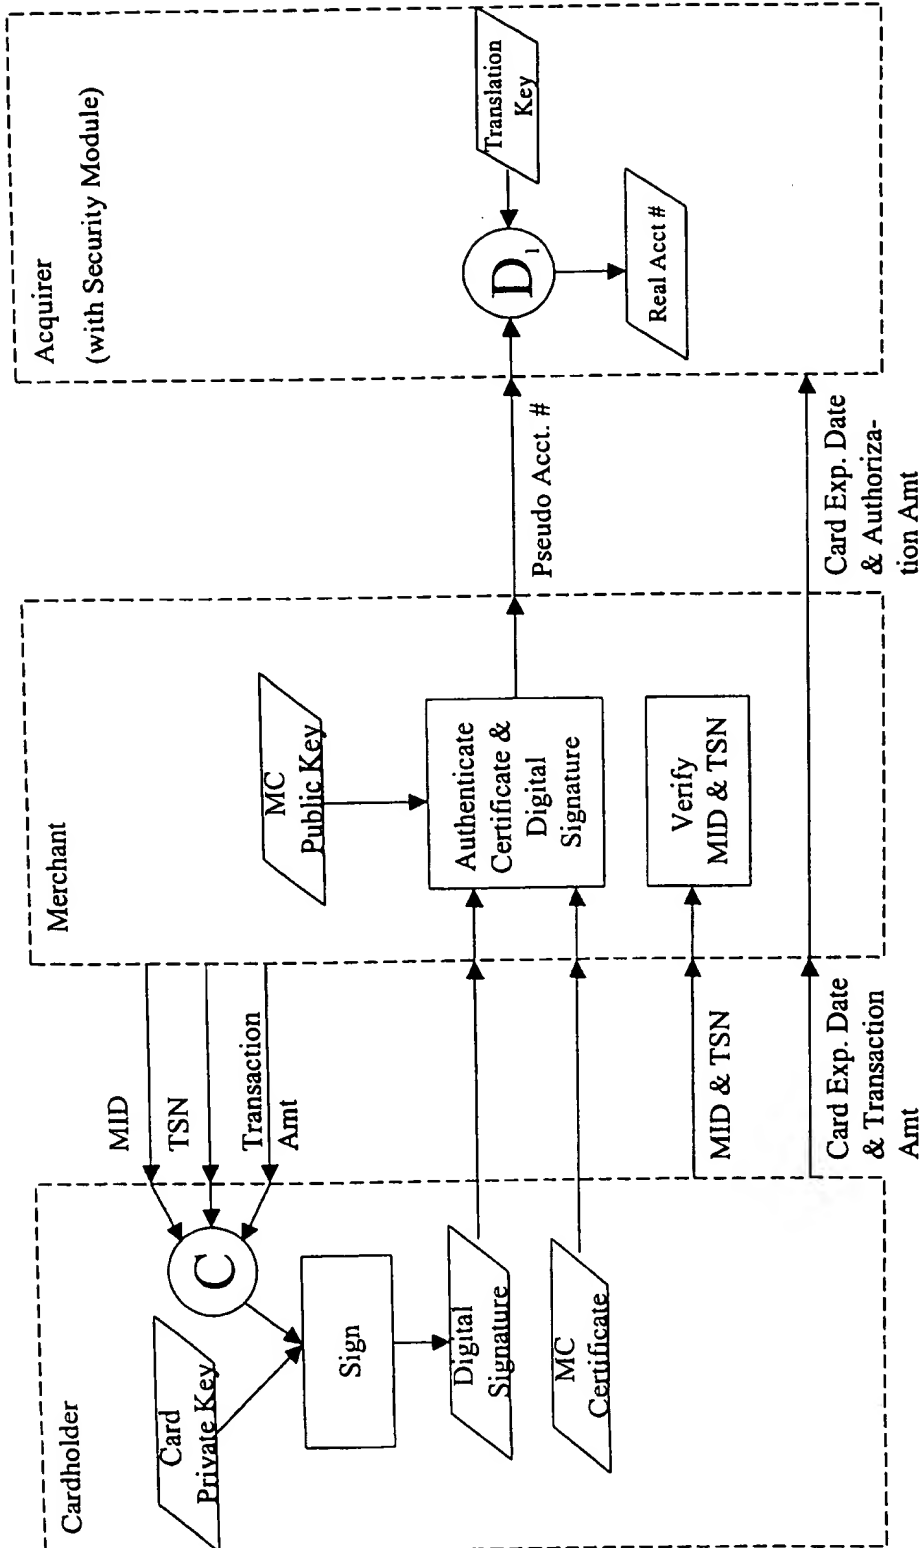 Cardholder
Card
Private Key
C
Sign
Digital
Signature
MC
Certificate
MID
TSN
Transaction
Amt
MID & TSN
Card Exp. Date
& Transaction
Amt
Merchant
MC
Public Key
Authenticate
Certificate &
Digital
Signature
Verify
MID & TSN
Pseudo Acct. #
Card Exp. Date
& Authoriza-
tion Amt
Acquirer
(with Security Module)
Translation
Key
D1
Real Acct #